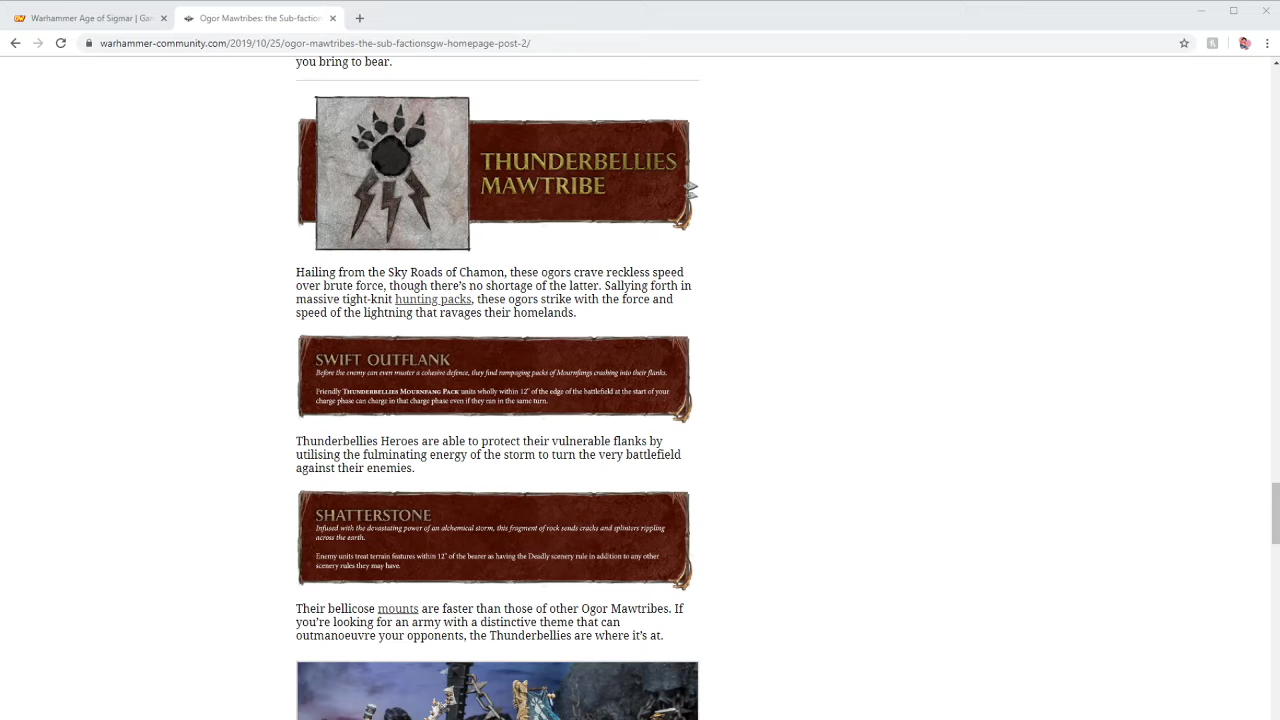 Warhammer Age of Sigmar | Gam
Ogor Mawtribes: the Sub-faction
warhammer-community.com/2019/10/25/ogor-mawtribes-the-sub-factionsgw-homepage-post-2/
you bring to bear.
THUNDERBELLIES
MAWTRIBE
Hailing from the Sky Roads of Chamon, these ogors crave reckless speed
over brute force, though there's no shortage of the latter. Sallying forth in
massive tight-knit hunting packs, these ogors strike with the force and
speed of the lightning that ravages their homelands.
SWIFT OUTFLANK
Before the enemy can even muster a cohesive defence, they find rampaging packs of Mournfangs crashing into their flanks.
Friendly THUNDERBELLIES MOURNFANG PACK units wholly within 12" of the edge of the battlefield at the start of your
charge phase can charge in that charge phase even if they ran in the same turn.
Thunderbellies Heroes are able to protect their vulnerable flanks by
utilising the fulminating energy of the storm to turn the very battlefield
against their enemies.
SHATTERSTONE
Infused with the devastating power of an alchemical storm, this fragment of rock sends cracks and splinters rippling
across the earth.
Enemy units treat terrain features within 12" of the bearer as having the Deadly scenery rule in addition to any other
scenery rules they may have.
Their bellicose mounts are faster than those of other Ogor Mawtribes. If
you're looking for an army with a distinctive theme that can
outmanoeuvre your opponents, the Thunderbellies are where it's at.